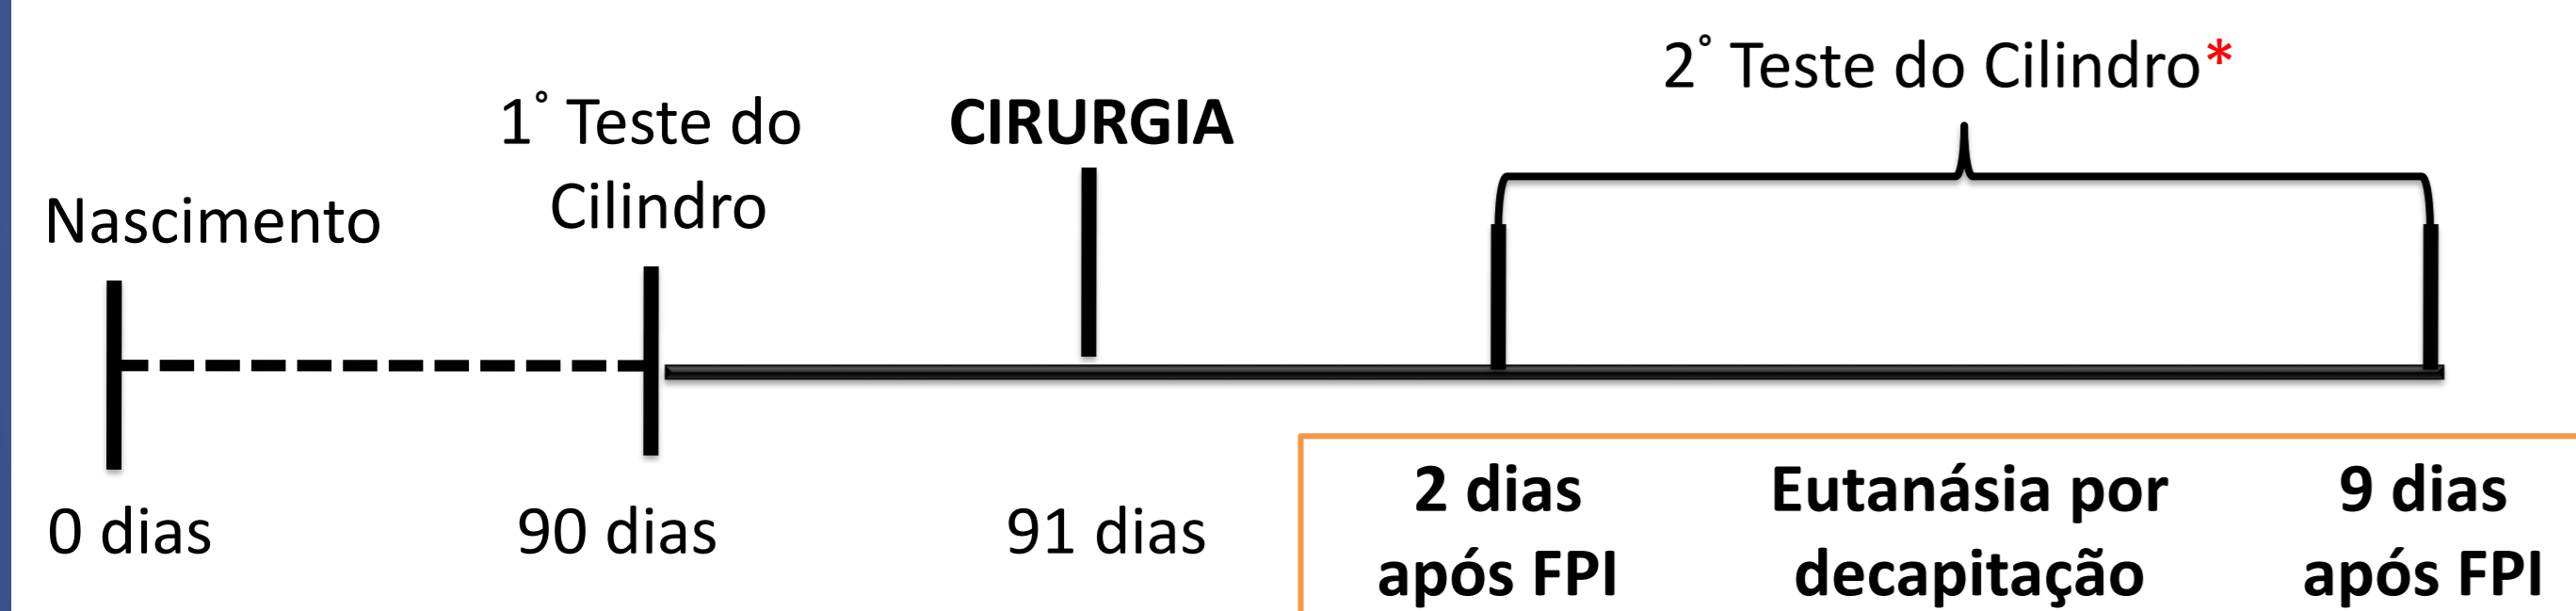 Nascimento
1° Teste do
Cilindro
CIRURGIA
2° Teste do Cilindro*
0 dias
90 dias
91 dias
2 dias
após FPI
Eutanásia por
decapitação
9 dias
após FPI